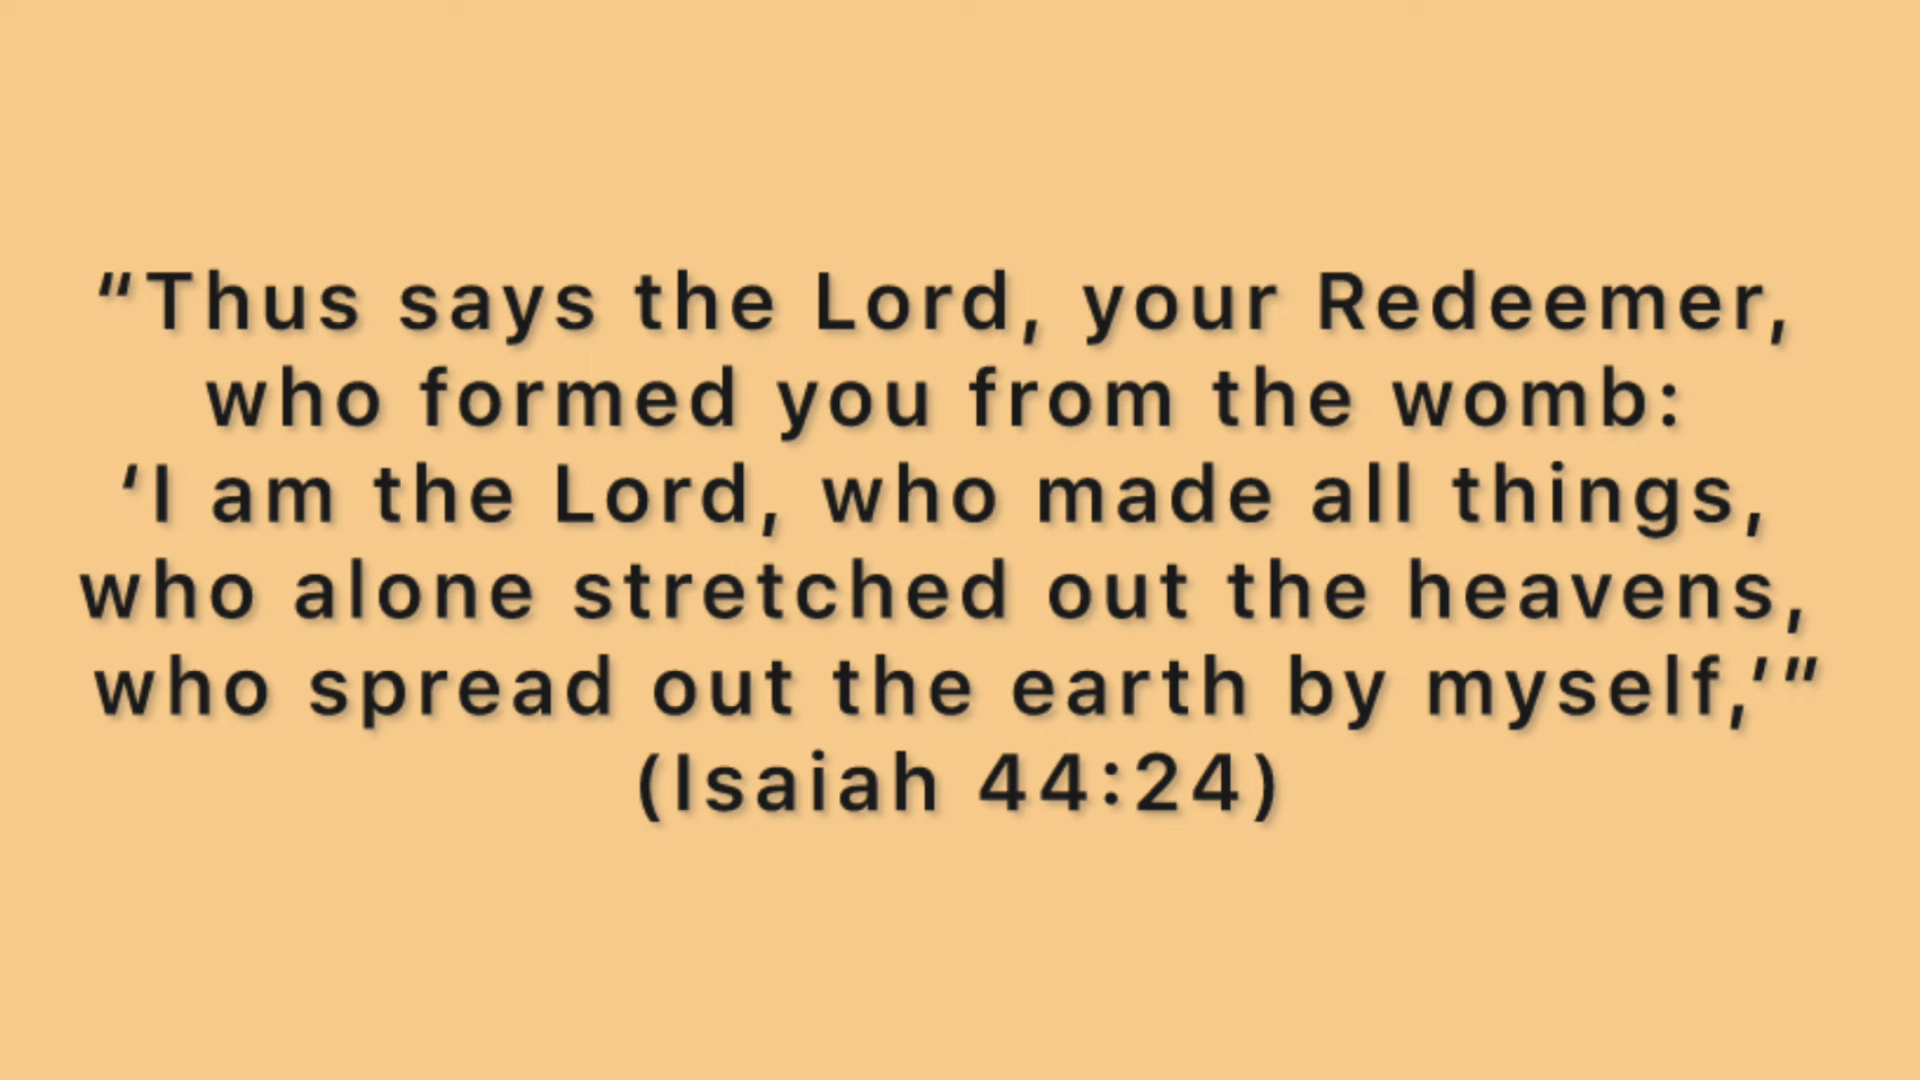 “Thus says the Lord, your Redeemer,
who formed you from the womb:
‘I am the Lord, who made all things,
who alone stretched out the heavens,
who spread out the earth by myself,’”
(Isaiah 44:24)